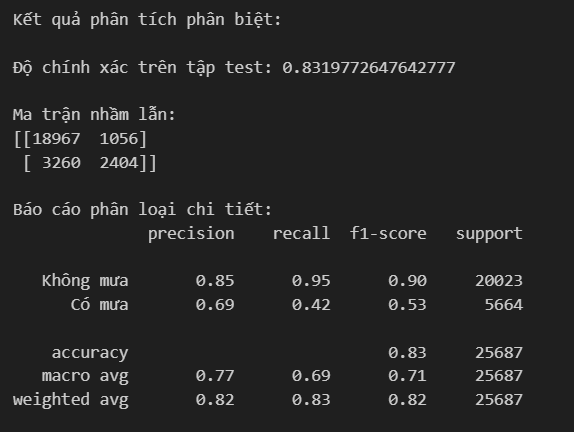 Kết quả phân tích phân biệt:
Độ chính xác trên tập test: 0.8319772647642777
Ma trận nhầm lẫn:
[[18967  1056]
 [ 3260  2404]]
Báo cáo phân loại chi tiết:
              precision    recall  f1-score   support
   Không mưa       0.85      0.95      0.90     20023
      Có mưa       0.69      0.42      0.53      5664
    accuracy                           0.83     25687
   macro avg       0.77      0.69      0.71     25687
weighted avg       0.82      0.83      0.82     25687